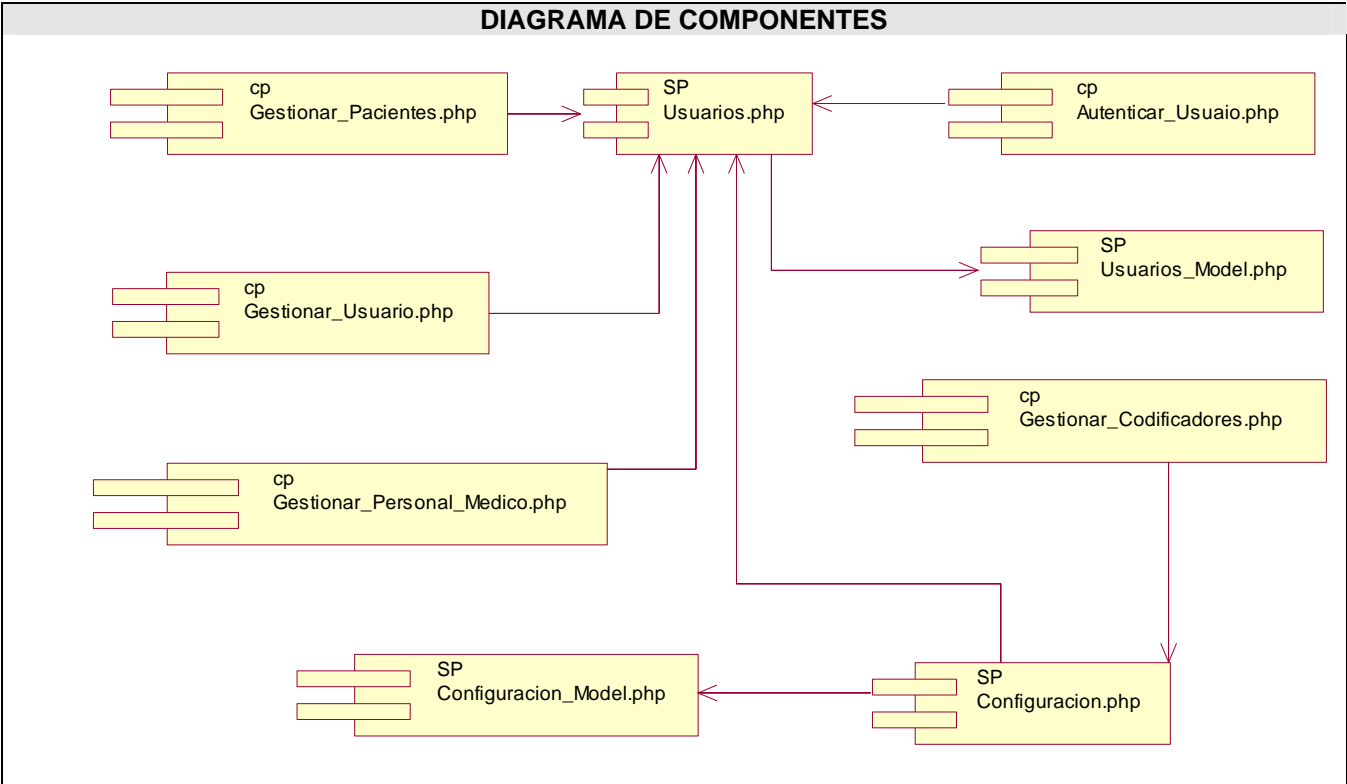 DIAGRAMA DE COMPONENTES
cp
Gestionar_Pacientes.php
SP
Usuarios.php
cp
Autenticar_Usuaio.php
SP
Usuarios_Model.php
cp
Gestionar_Usuario.php
cp
Gestionar_Codificadores.php
cp
Gestionar_Personal_Medico.php
SP
Configuracion_Model.php
SP
Configuracion.php